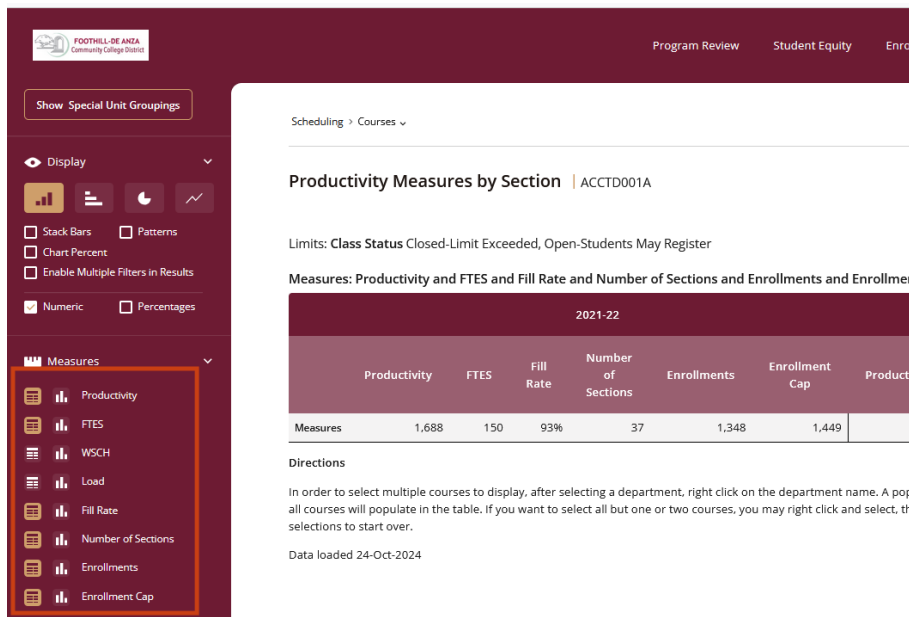 FOOTHILL-DE ANZA
Community College District
Program Review Student Equity Enro
Show Special Unit Groupings
Scheduling > Courses
Display
Productivity Measures by Section | ACCTD001A
Stack Bars Patterns
Chart Percent
Enable Multiple Filters in Results
Numeric Percentages
Limits: Class Status Closed-Limit Exceeded, Open-Students May Register
Measures: Productivity and FTES and Fill Rate and Number of Sections and Enrollments and Enrollmen
2021-22
Productivity FTES Fill Rate Number of Sections Enrollments Enrollment Cap Product
Measures 1,688 150 93% 37 1,348 1,449
Measures
Productivity
FTES
WSCH
Load
Fill Rate
Number of Sections
Enrollments
Enrollment Cap
Directions
In order to select multiple courses to display, after selecting a department, right click on the department name. A pop
all courses will populate in the table. If you want to select all but one or two courses, you may right click and select, th
selections to start over.
Data loaded 24-Oct-2024